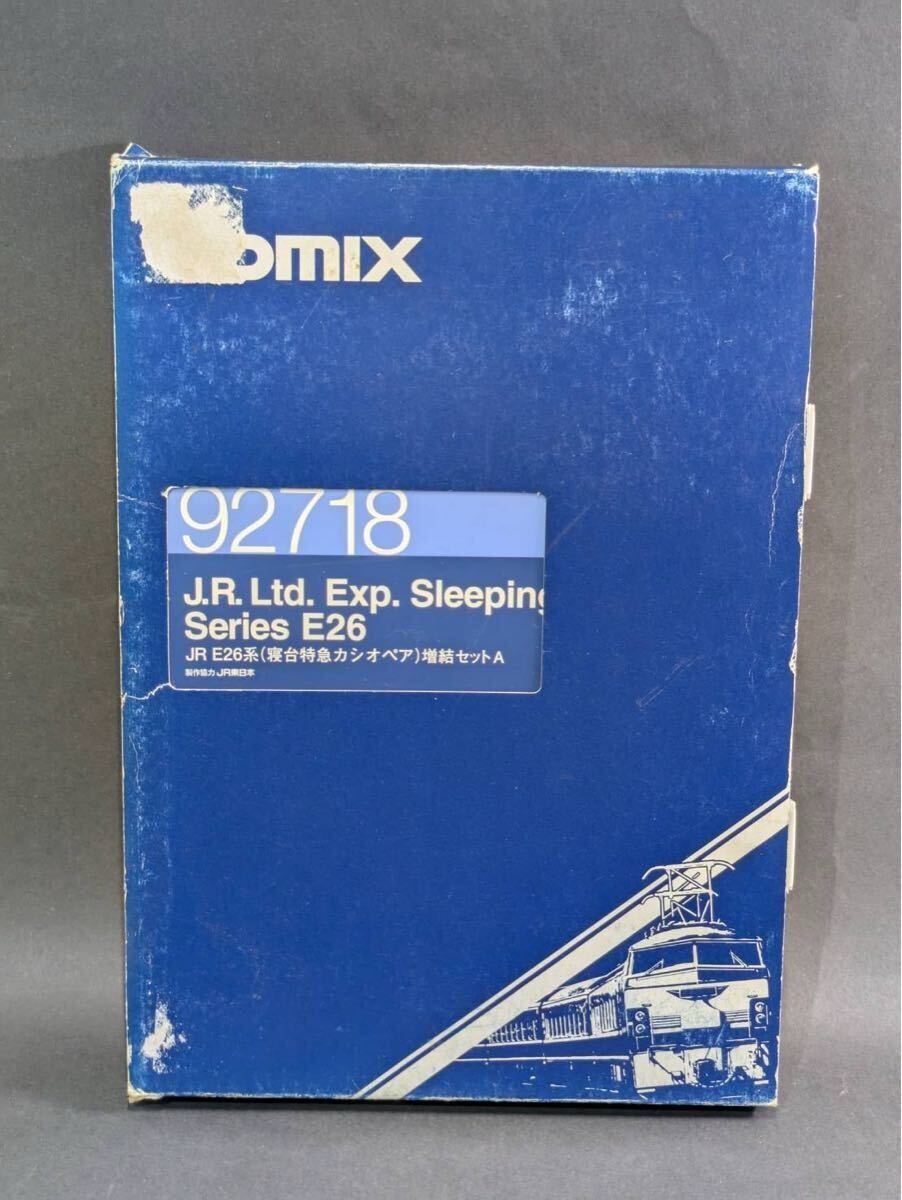 omix
92718
J.R. Ltd. Exp. Sleeping
Series E26
JR E26系(寝台特急カシオペア)増結セットA
製作協力 JR東日本